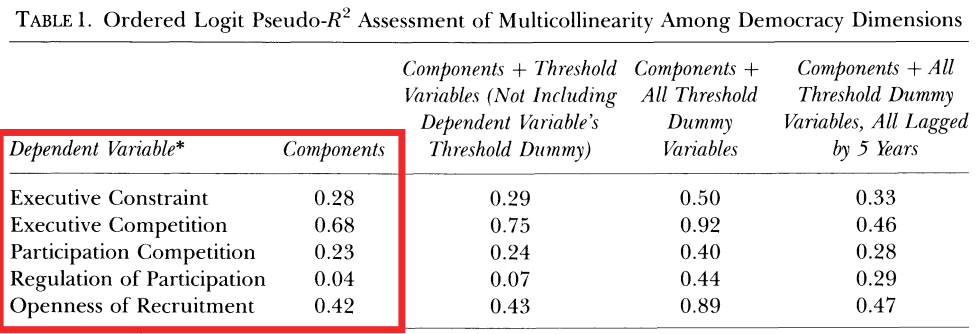 TABLE 1. Ordered Logit Pseudo-R² Assessment of Multicollinearity Among Democracy Dimensions
Components + Threshold Components + Components + All
Variables (Not Including All Threshold Threshold Dummy
Dependent Variable's Dummy Variables, All Lagged
Dependent Variable* Components Threshold Dummy) Variables by 5 Years
Executive Constraint 0.28 0.29 0.50 0.33
Executive Competition 0.68 0.75 0.92 0.46
Participation Competition 0.23 0.24 0.40 0.28
Regulation of Participation 0.04 0.07 0.44 0.29
Openness of Recruitment 0.42 0.43 0.89 0.47